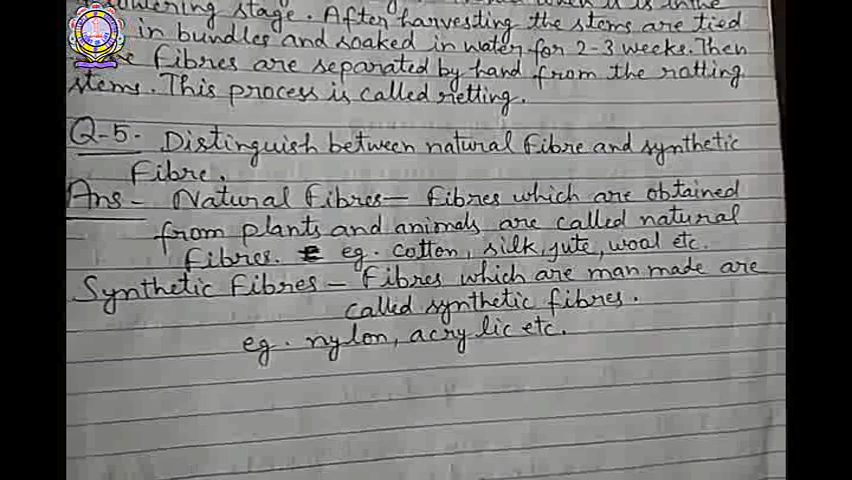 flowering stage. After harvesting the stems are tied
in bundles and soaked in water for 2-3 weeks. Then
fibres are separated by hand from the rotting
stems. This process is called retting.
Q-5- Distinguish between natural fibre and synthetic
Fibre.
Ans - Natural fibres - fibres which are obtained
from plants and animals are called natural
fibres. eg. cotton, silk, jute, woal etc.
Synthetic fibres - fibres which are man made are
called synthetic fibres.
eg. nylon, acrylic etc.